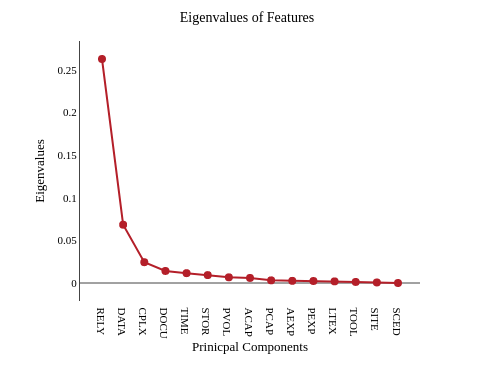 Eigenvalues of Features
Eigenvalues
0.25
0.2
0.15
0.1
0.05
0
RELY
DATA
CPLX
DOCU
TIME
STOR
PVOL
ACAP
PCAP
AEXP
PEXP
LTEX
TOOL
SITE
SCED
Prinicpal Components